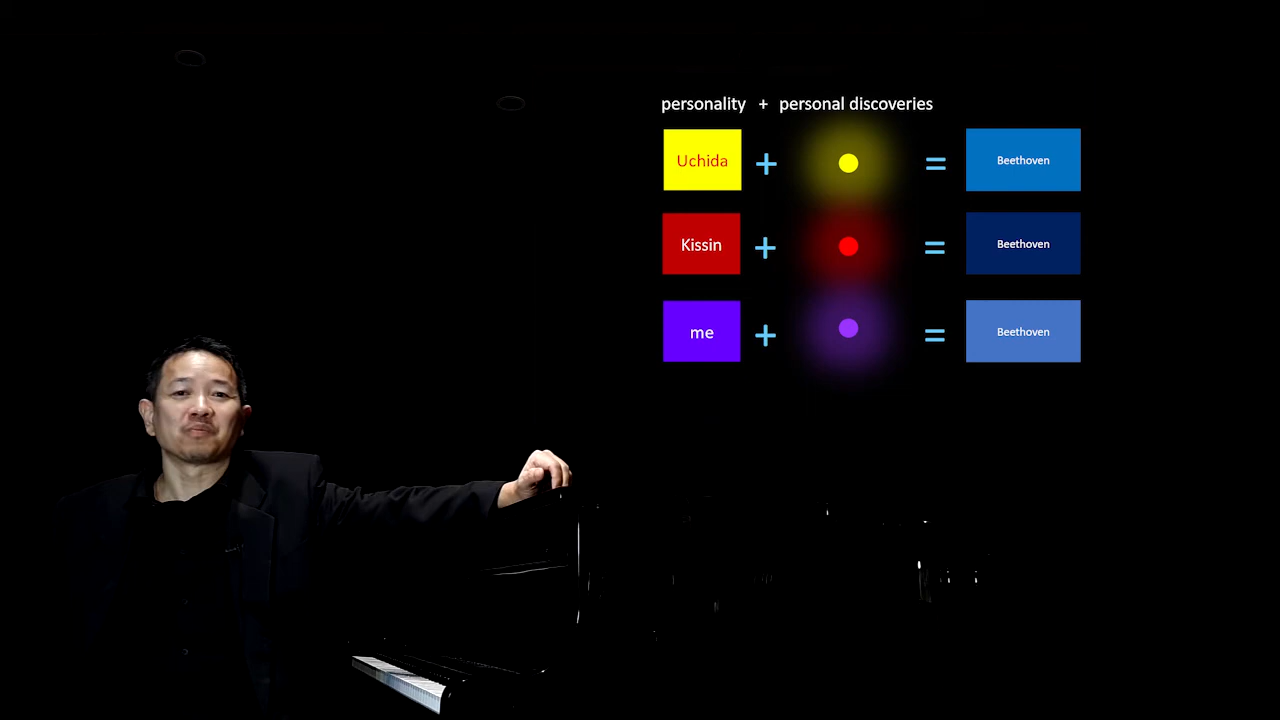 personality + personal discoveries
Uchida + = Beethoven
Kissin + = Beethoven
me + = Beethoven